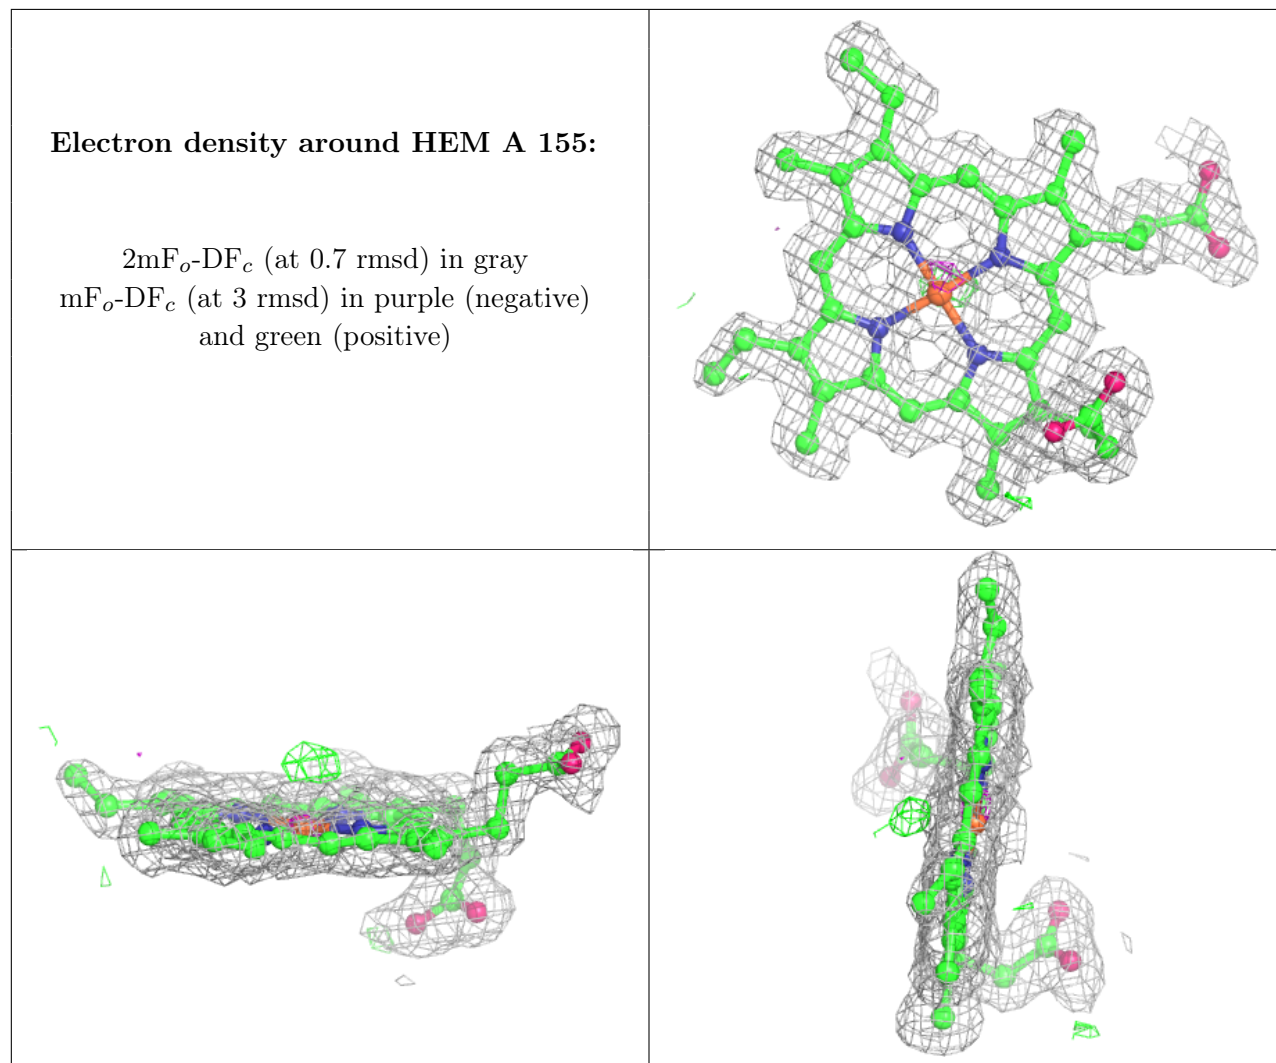 Electron density around HEM A 155:
2mFo-DFc (at 0.7 rmsd) in gray
mFo-DFc (at 3 rmsd) in purple (negative)
and green (positive)